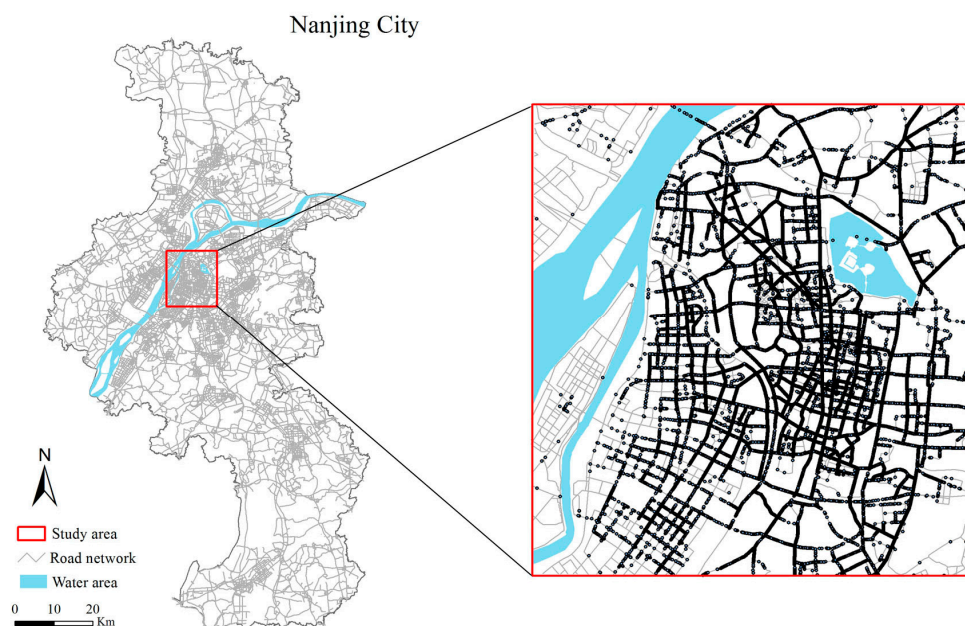 Nanjing City
N
Study area
Road network
Water area
0 10 20
Km